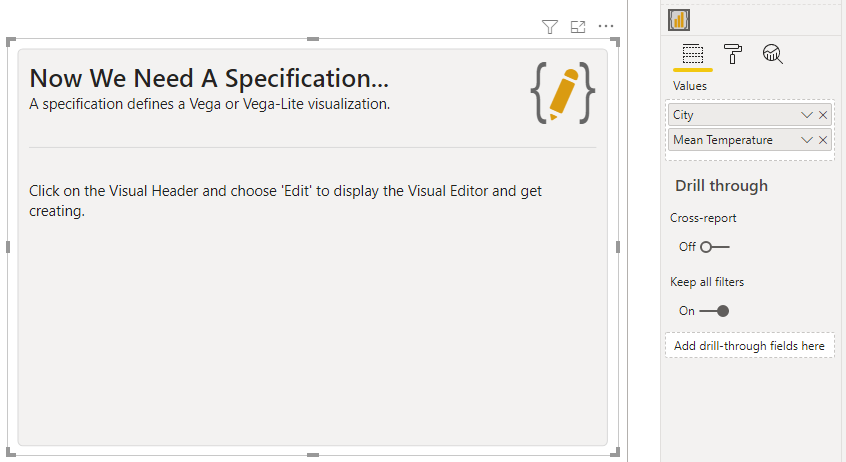 Now We Need A Specification...
A specification defines a Vega or Vega-Lite visualization.
Click on the Visual Header and choose 'Edit' to display the Visual Editor and get
creating.
Values
City
Mean Temperature
Drill through
Cross-report
Off
Keep all filters
On
Add drill-through fields here